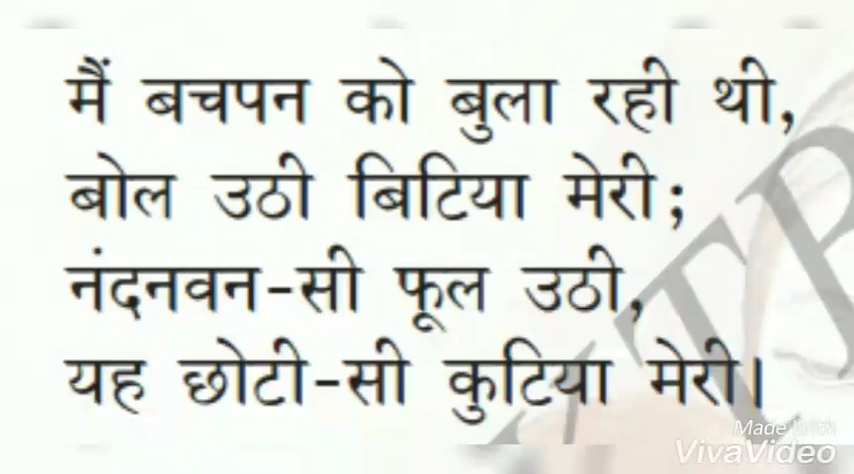 मैं बचपन को बुला रही थी,
बोल उठी बिटिया मेरी;
नंदनवन-सी फूल उठी,
यह छोटी-सी कुटिया मेरी।
Made With
VivaVideo